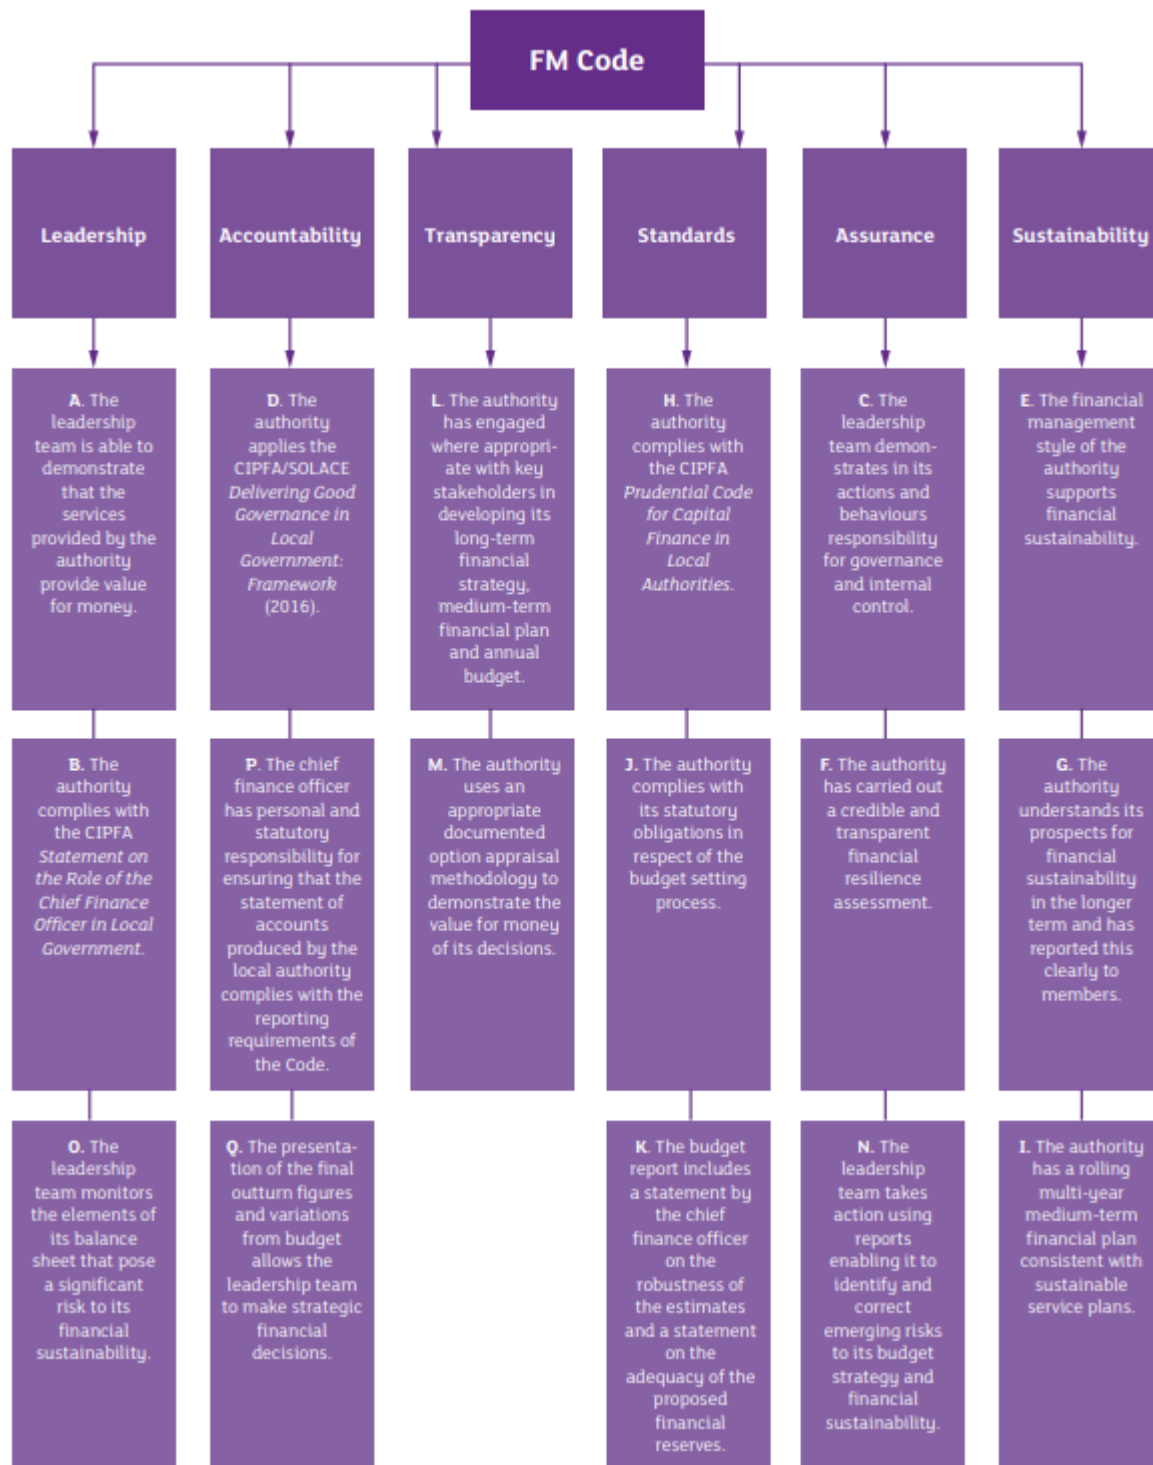 FM Code
Leadership
Accountability
Transparency
Standards
Assurance
Sustainability
A. The
leadership
team is able to
demonstrate
that the
services
provided by the
authority
provide value
for money.
D. The
authority
applies the
CIPFA/SOLACE
Delivering Good
Governance in
Local
Government:
Framework
(2016).
L. The authority
has engaged
where appropri-
ate with key
stakeholders in
developing its
long-term
financial
strategy,
medium-term
financial plan
and annual
budget.
H. The
authority
complies with
the CIPFA
Prudential Code
for Capital
Finance in
Local
Authorities.
C. The
leadership
team demon-
strates in its
actions and
behaviours
responsibility
for governance
and internal
control.
E. The financial
management
style of the
authority
supports
financial
sustainability.
B. The
authority
complies with
the CIPFA
Statement on
the Role of the
Chief Finance
Officer in Local
Government.
P. The chief
finance officer
has personal and
statutory
responsibility for
ensuring that the
statement of
accounts
produced by the
local authority
complies with the
reporting
requirements of
the Code.
M. The authority
uses an
appropriate
documented
option appraisal
methodology to
demonstrate the
value for money
of its decisions.
J. The authority
complies with
its statutory
obligations in
respect of the
budget setting
process.
F. The authority
has carried out
a credible and
transparent
financial
resilience
assessment.
G. The
authority
understands its
prospects for
financial
sustainability
in the longer
term and has
reported this
clearly to
members.
O. The
leadership
team monitors
the elements of
its balance
sheet that pose
a significant
risk to its
financial
sustainability.
Q. The presenta-
tion of the final
outturn figures
and variations
from budget
allows the
leadership team
to make strategic
financial
decisions.
K. The budget
report includes
a statement by
the chief
finance officer
on the
robustness of
the estimates
and a statement
on the
adequacy of the
proposed
financial
reserves.
N. The
leadership
team takes
action using
reports
enabling it to
identify and
correct
emerging risks
to its budget
strategy and
financial
sustainability.
I. The authority
has a rolling
multi-year
medium-term
financial plan
consistent with
sustainable
service plans.